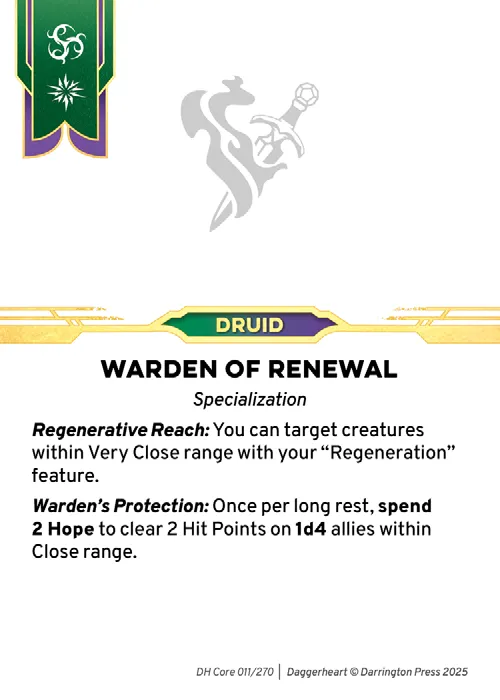 DRUID
WARDEN OF RENEWAL
Specialization
Regenerative Reach: You can target creatures
within Very Close range with your “Regeneration”
feature.
Warden’s Protection: Once per long rest, spend
2 Hope to clear 2 Hit Points on 1d4 allies within
Close range.
DH Core 011/270 | Daggerheart © Darrington Press 2025